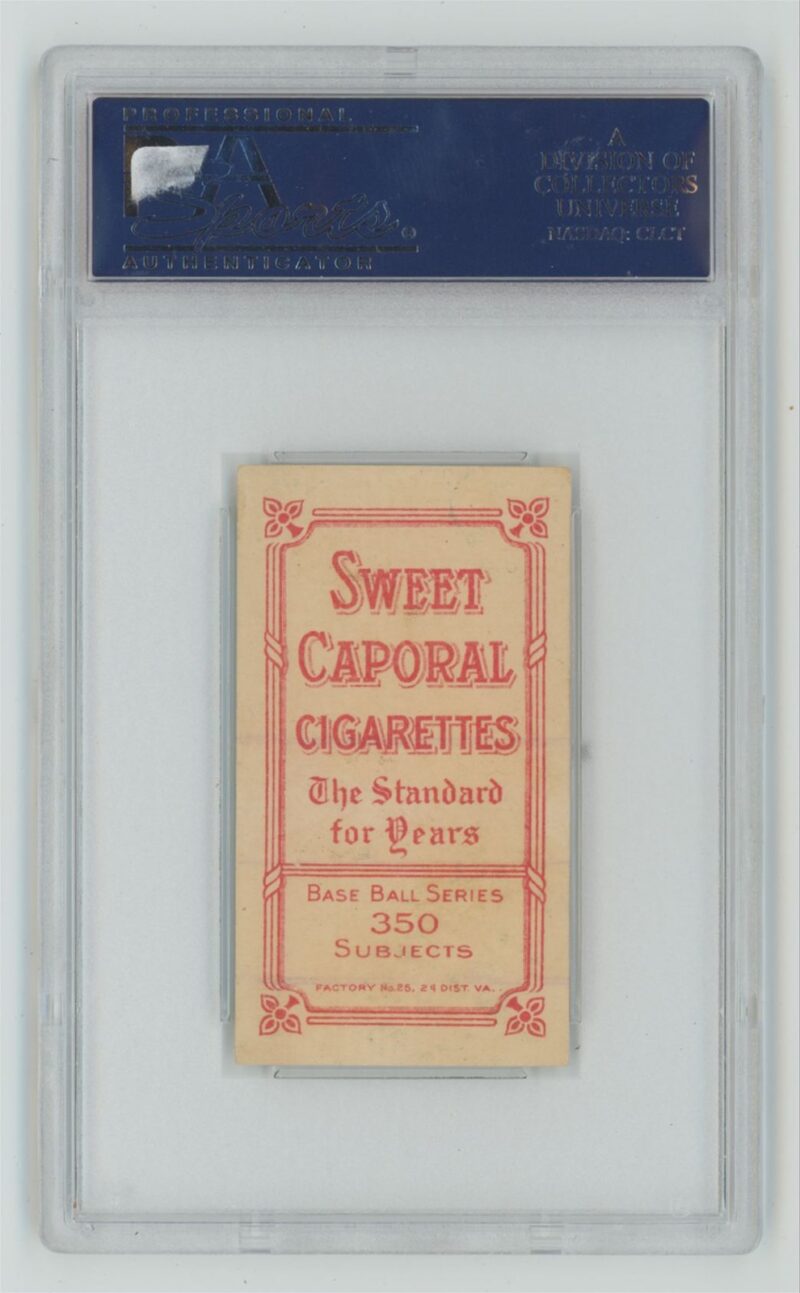 PROFESSIONAL
PSA
Sports
AUTHENTICATOR
A
DIVISION OF
COLLECTORS
UNIVERSE
NASDAQ: CLCT
SWEET
CAPORAL
CIGARETTES
The Standard
for Years
BASE BALL SERIES
350
SUBJECTS
FACTORY No.25, 2d DIST. VA.